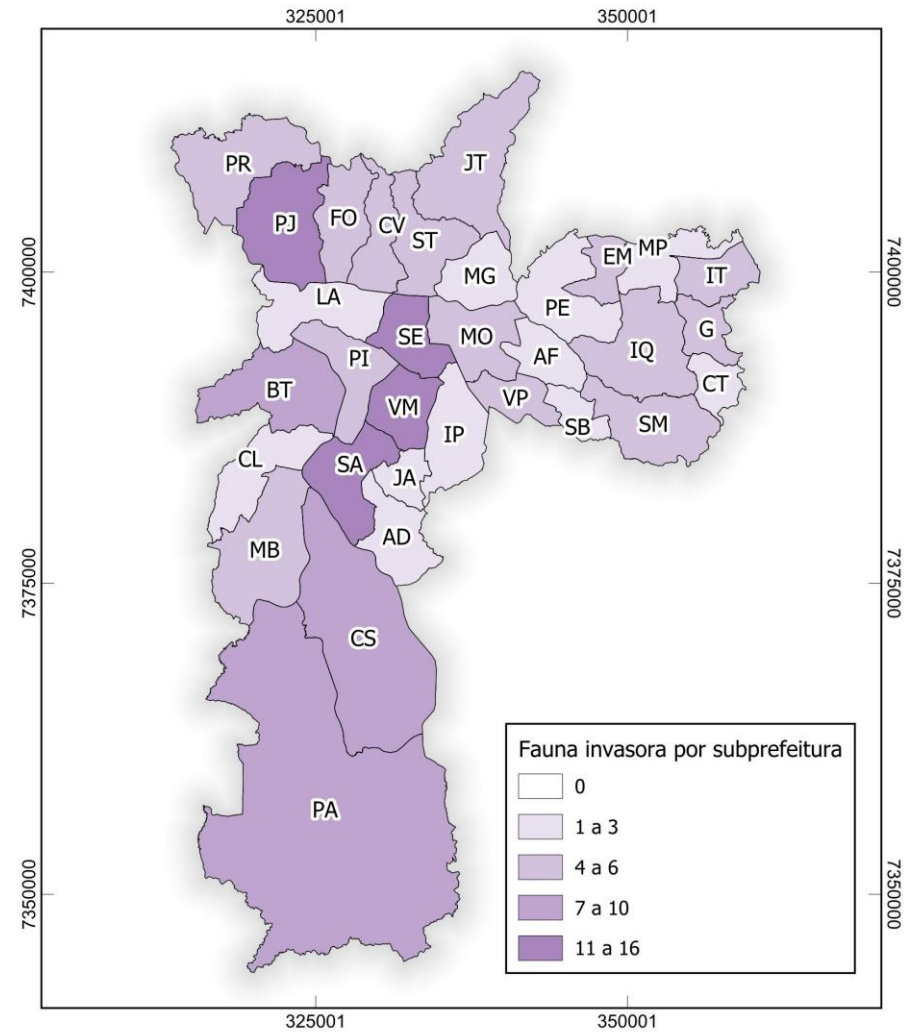 325001 350001
PR
JT
PJ
FO
CV
ST
EM
MP
IT
MG
7400000
7400000
LA
PE
SE
MO
G
AF
IQ
PI
CT
BT
VM
VP
IP
SB
SM
CL
SA
JA
AD
MB
7375000
7375000
CS
PA
Fauna invasora por subprefeitura
0
1 a 3
4 a 6
7 a 10
11 a 16
7350000
7350000
325001 350001